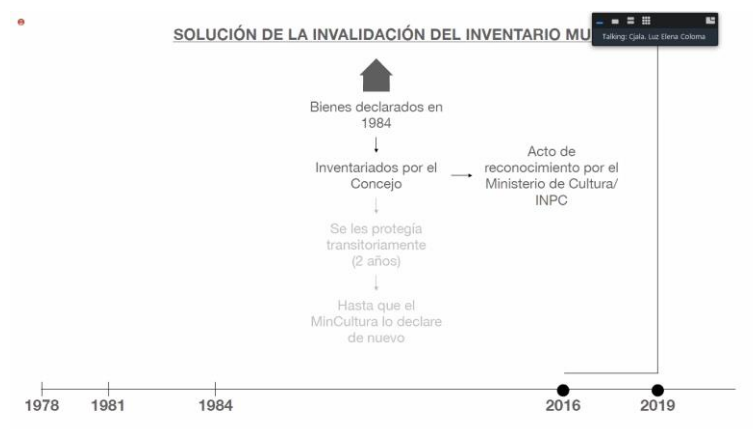 SOLUCIÓN DE LA INVALIDACIÓN DEL INVENTARIO
Talking: Cjala. Luz Elena Coloma
Bienes declarados en
1984
Inventariados por el
Concejo
Acto de
reconocimiento por el
Ministerio de Cultura/
INPC
Se les protegía
transitoriamente
(2 años)
Hasta que el
MinCultura lo declare
de nuevo
1978 1981 1984 2016 2019